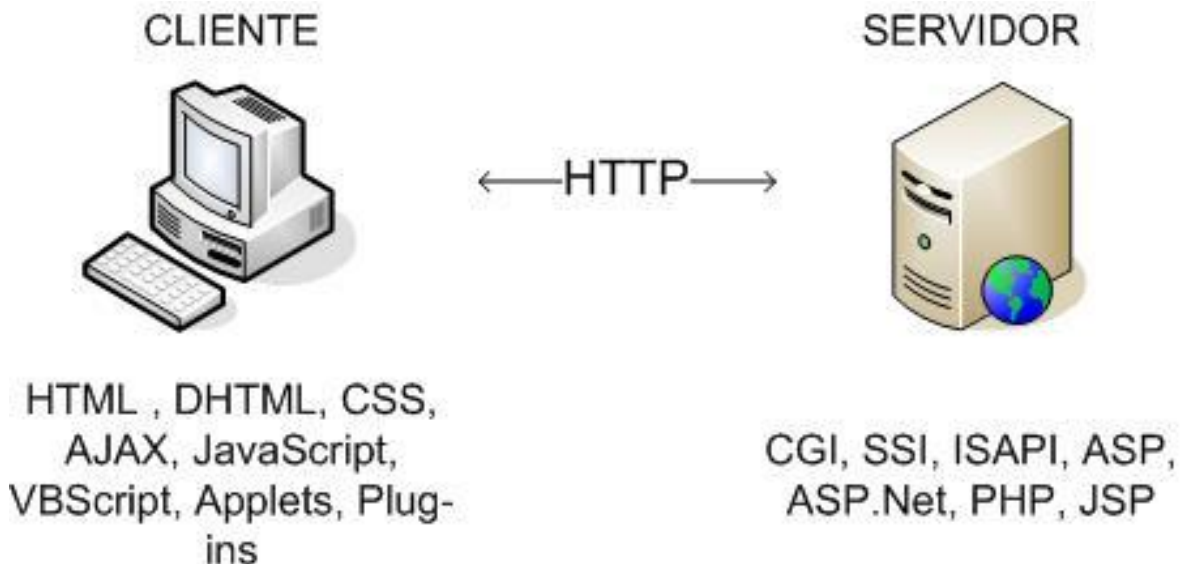 CLIENTE
SERVIDOR
HTTP
HTML , DHTML, CSS,
AJAX, JavaScript,
VBScript, Applets, Plug-
ins
CGI, SSI, ISAPI, ASP,
ASP.Net, PHP, JSP